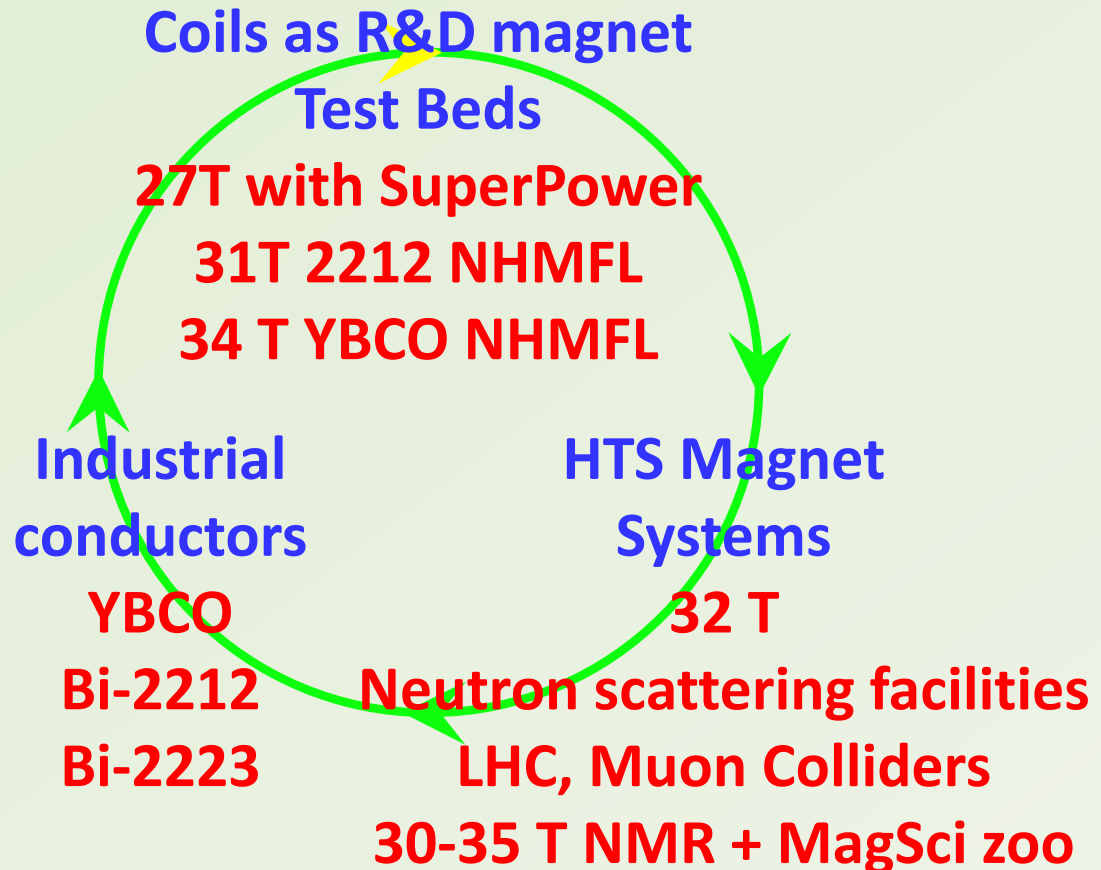 Coils as R&D magnet
Test Beds
27T with SuperPower
31T 2212 NHMFL
34 T YBCO NHMFL
Industrial
conductors
YBCO
Bi-2212
Bi-2223
HTS Magnet
Systems
32 T
Neutron scattering facilities
LHC, Muon Colliders
30-35 T NMR + MagSci zoo